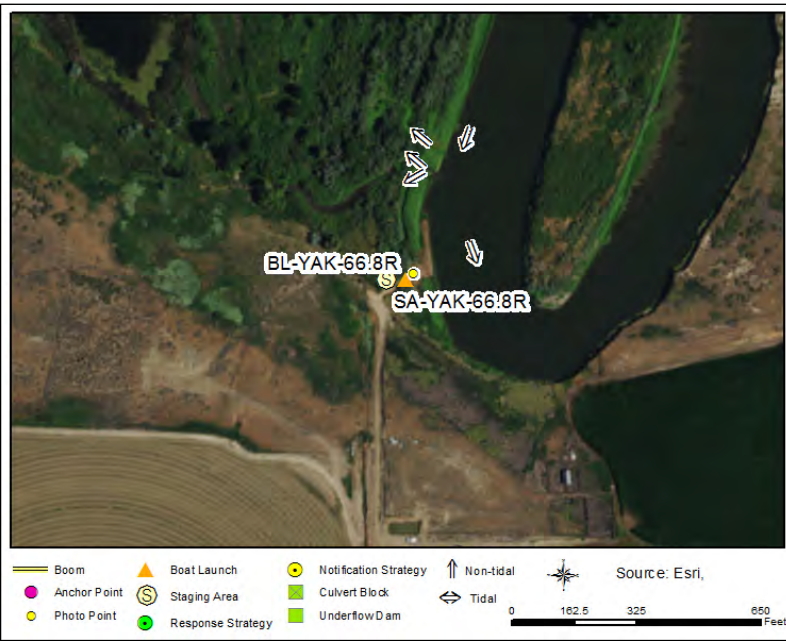 BL-YAK-66.8R
S
SA-YAK-66.8R
Boom
Boat Launch
Notification Strategy
Non-tidal
Source: Esri,
Anchor Point
S
Staging Area
Culvert Block
Tidal
Photo Point
Response Strategy
Underflow Dam
0 162.5 325 650
Feet